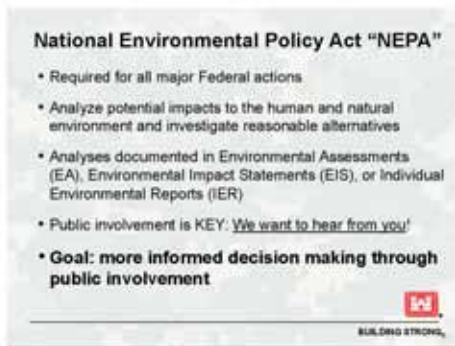 National Environmental Policy Act “NEPA”
• Required for all major Federal actions
• Analyze potential impacts to the human and natural
environment and investigate reasonable alternatives
• Analyses documented in Environmental Assessments
(EA), Environmental Impact Statements (EIS), or Individual
Environmental Reports (IER)
• Public involvement is KEY: We want to hear from you!
• Goal: more informed decision making through
public involvement
BUILDING STRONG®